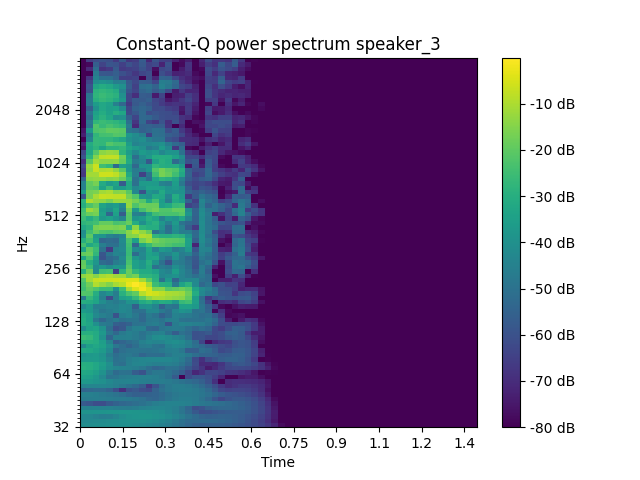 Constant-Q power spectrum speaker_3
Hz
2048
1024
512
256
128
64
32
0 0.15 0.3 0.45 0.6 0.75 0.9 1.1 1.2 1.4
Time
-10 dB
-20 dB
-30 dB
-40 dB
-50 dB
-60 dB
-70 dB
-80 dB